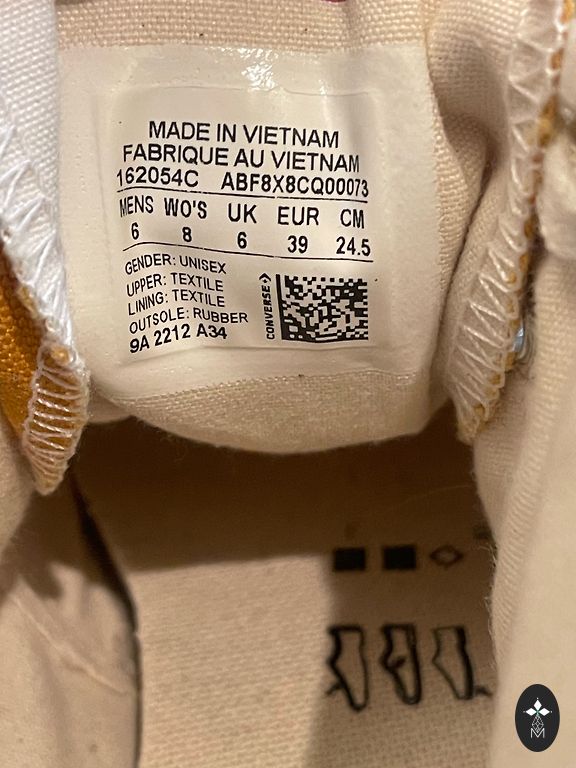 MADE IN VIETNAM
FABRIQUE AU VIETNAM
162054C ABF8X8CQ00073
MENS WO'S UK EUR CM
6 8 6 39 24.5
GENDER: UNISEX
UPPER: TEXTILE
LINING: TEXTILE
OUTSOLE: RUBBER
9A 2212 A34
CONVERSE
M